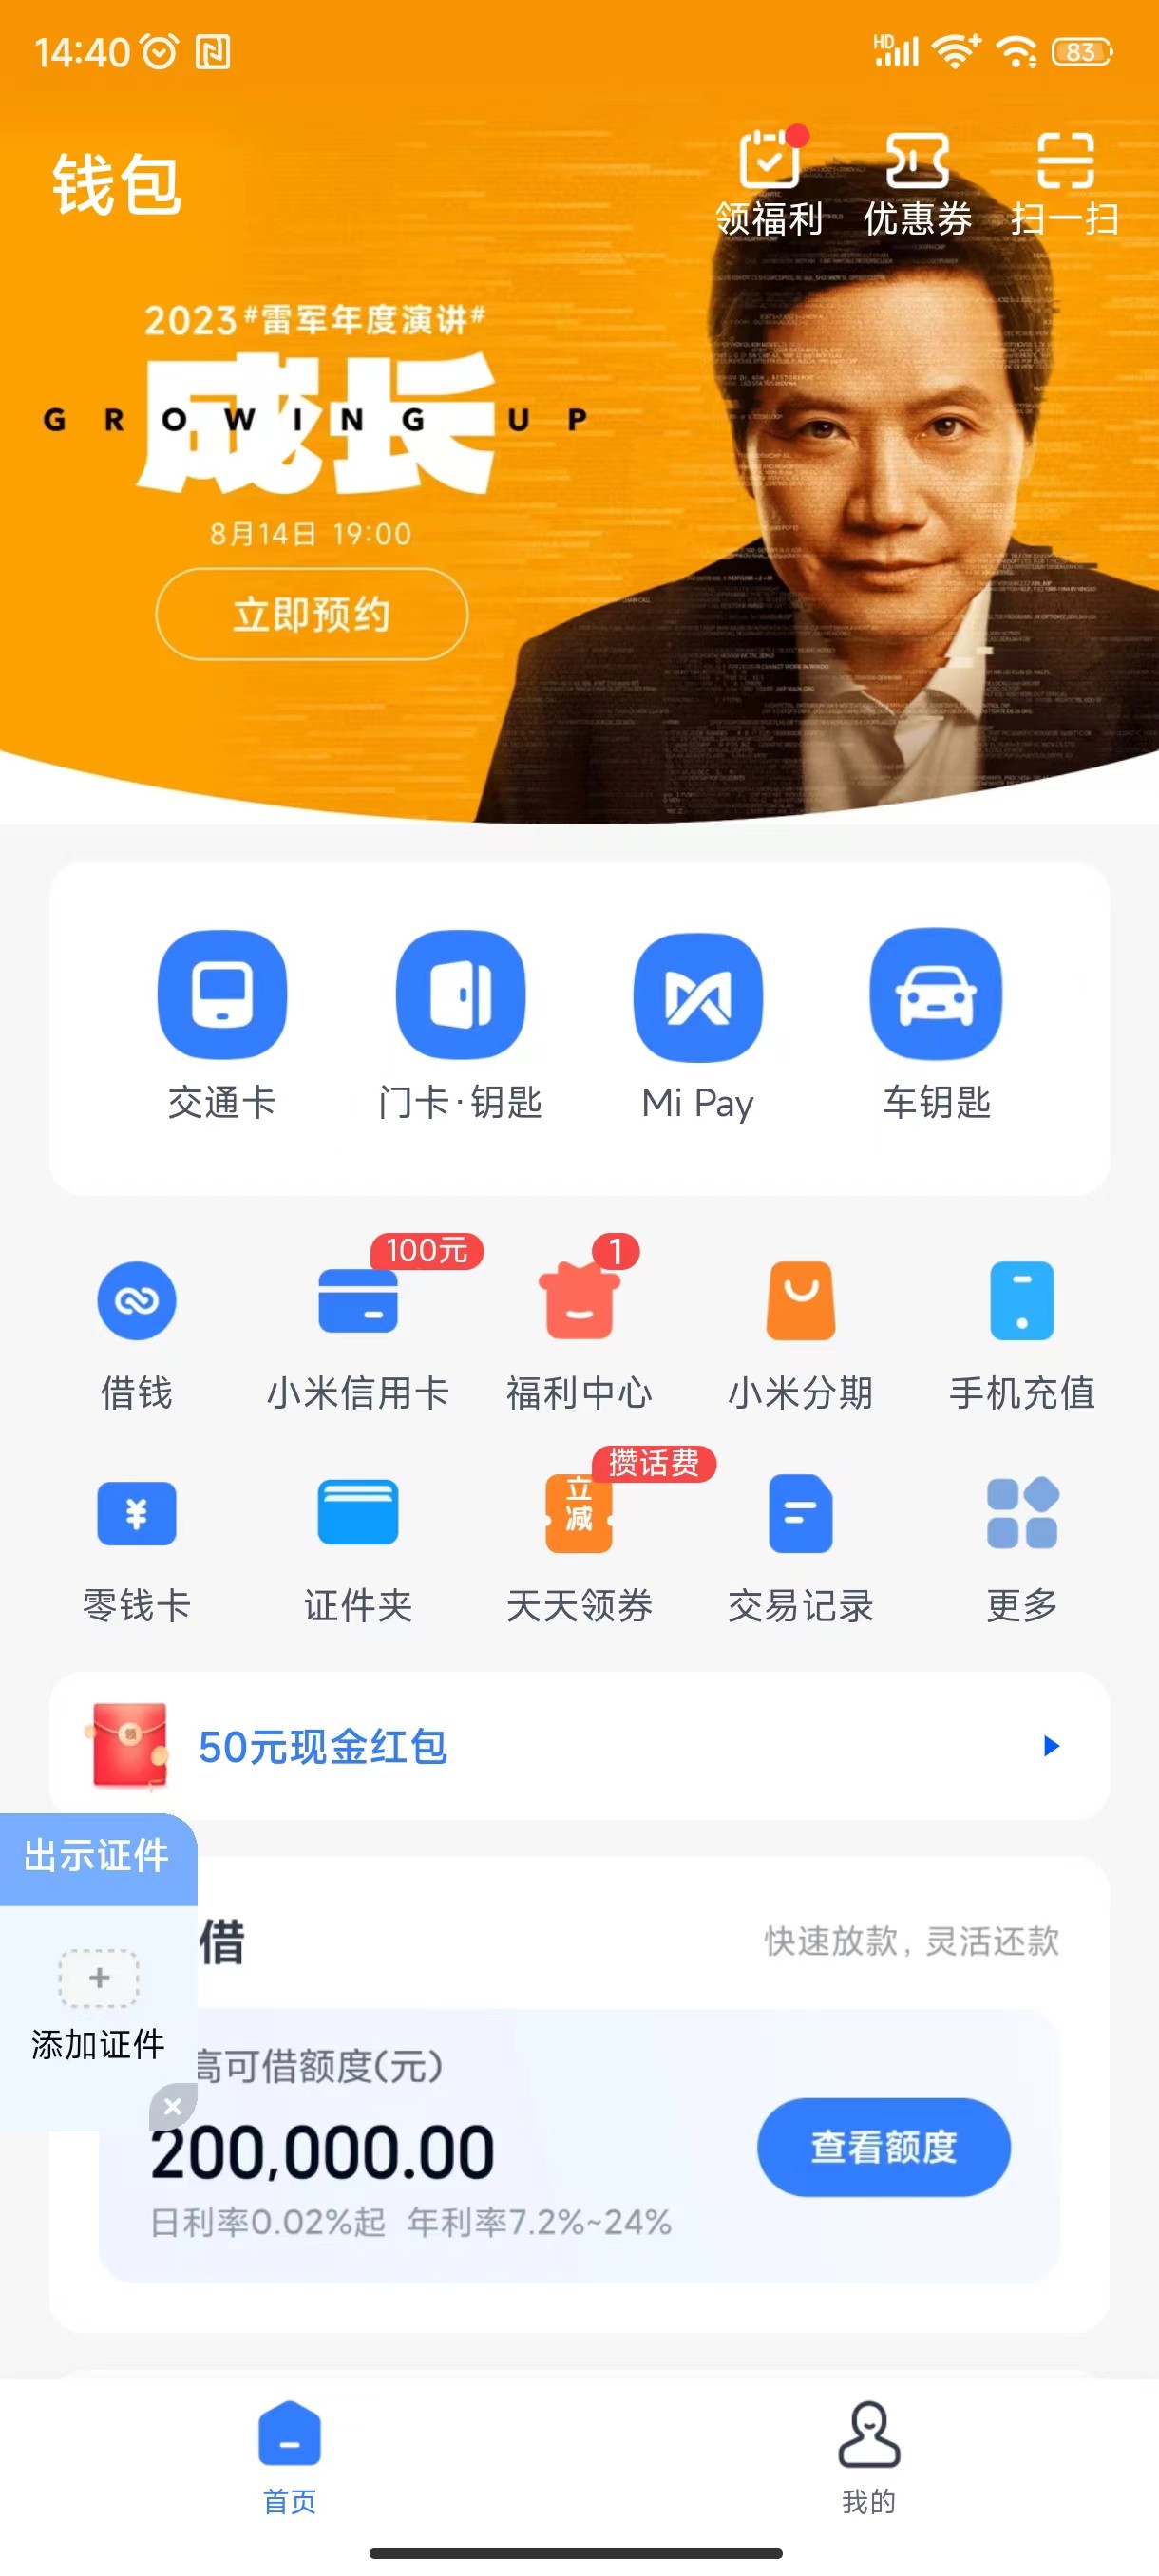 14:40
HD
83
钱包
领福利
优惠券
扫一扫
2023#雷军年度演讲#
成长
GROWING UP
8月14日 19:00
立即预约
交通卡
门卡·钥匙
Mi Pay
车钥匙
100元
1
借钱
小米信用卡
福利中心
小米分期
手机充值
攒话费
¥
立减
零钱卡
证件夹
天天领券
交易记录
更多
领
50元现金红包
出示证件
借
快速放款, 灵活还款
添加证件
高可借额度(元)
200,000.00
查看额度
日利率0.02%起 年利率7.2%~24%
首页
我的